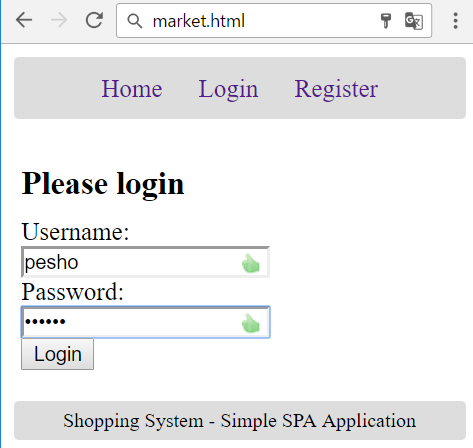 market.html
Home Login Register
Please login
Username:
pesho
Password:
••••••
Login
Shopping System - Simple SPA Application